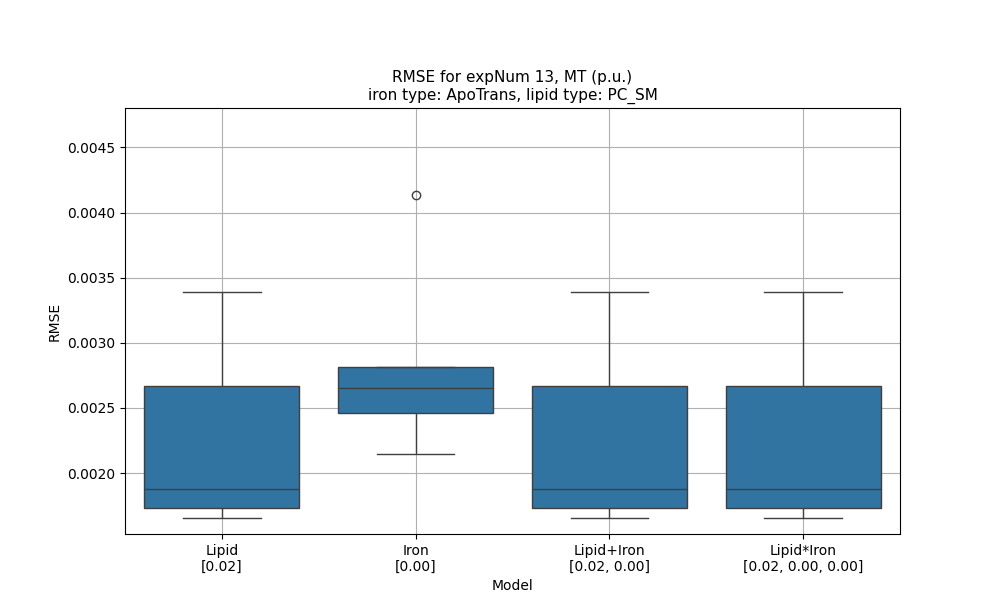 RMSE for expNum 13, MT (p.u.)
iron type: ApoTrans, lipid type: PC_SM
RMSE
0.0045
0.0040
0.0035
0.0030
0.0025
0.0020
Lipid
[0.02]
Iron
[0.00]
Lipid+Iron
[0.02, 0.00]
Lipid*Iron
[0.02, 0.00, 0.00]
Model